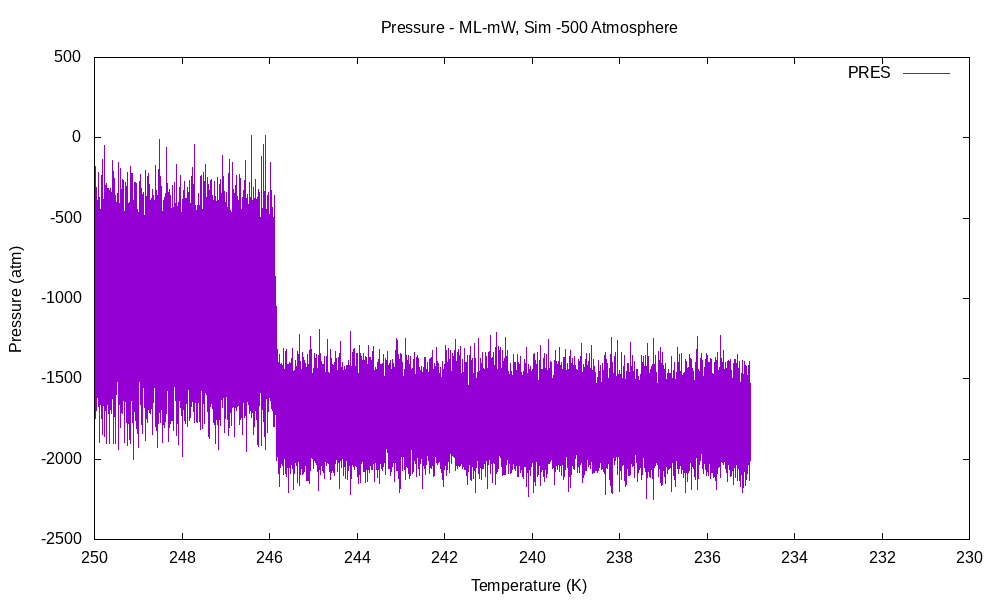 Pressure - ML-mW, Sim -500 Atmosphere
PRES
500
0
-500
-1000
-1500
-2000
-2500
Pressure (atm)
250 248 246 244 242 240 238 236 234 232 230
Temperature (K)